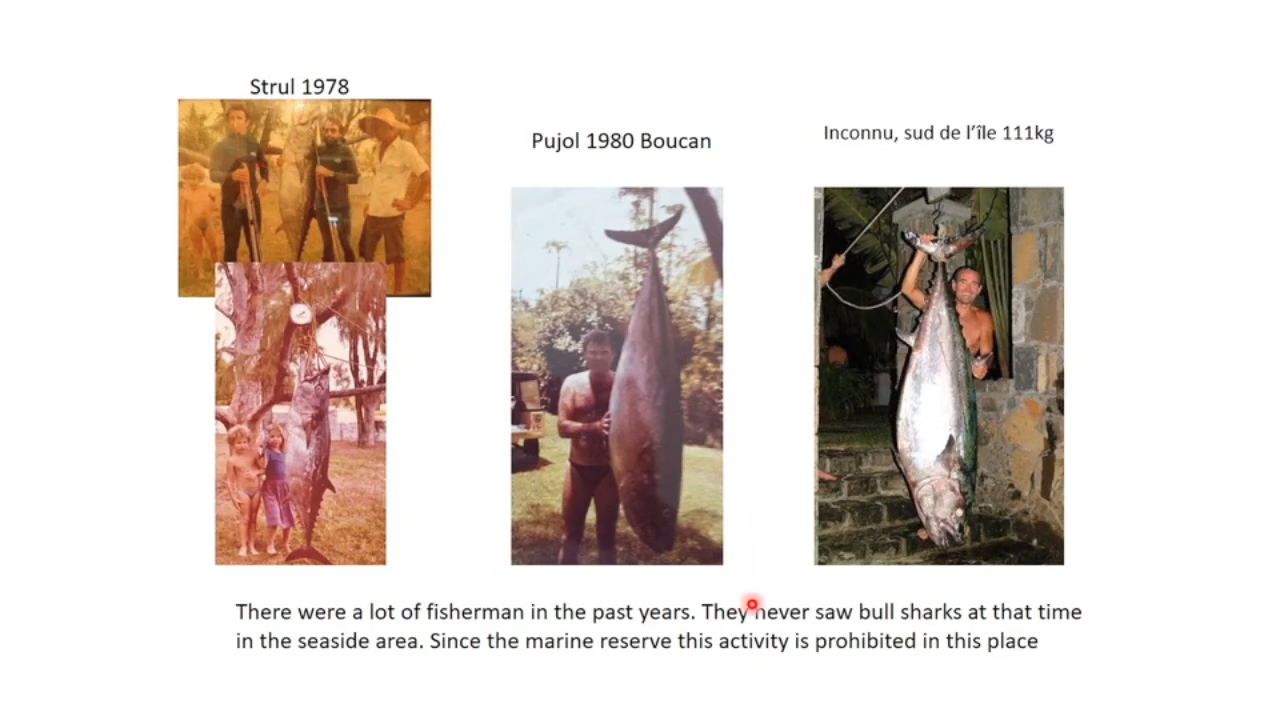 Strul 1978
Pujol 1980 Boucan
Inconnu, sud de l'île 111kg
There were a lot of fisherman in the past years. They never saw bull sharks at that time
in the seaside area. Since the marine reserve this activity is prohibited in this place